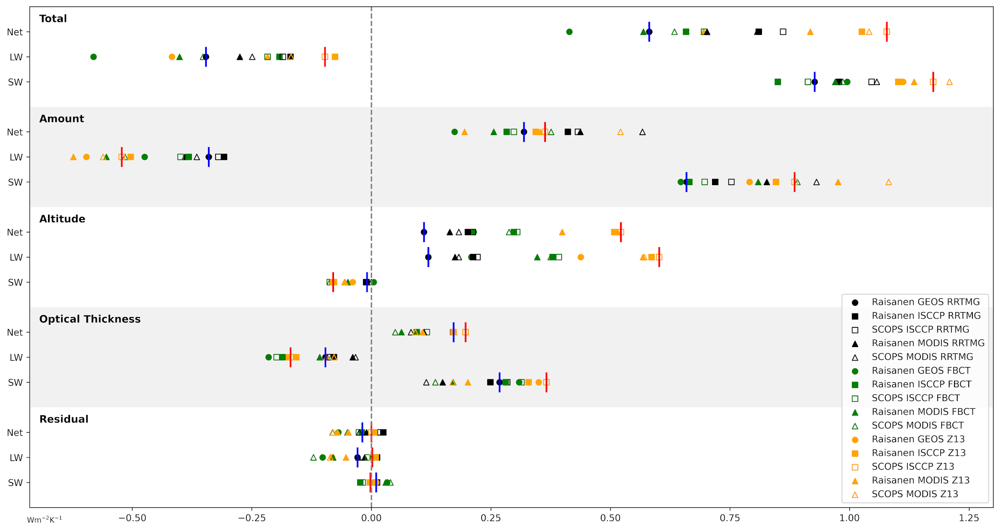 Total
Net
LW
SW
Amount
Net
LW
SW
Altitude
Net
LW
SW
Optical Thickness
Net
LW
SW
Residual
Net
LW
SW
Raisanen GEOS RRTMG
Raisanen ISCCP RRTMG
SCOPS ISCCP RRTMG
Raisanen MODIS RRTMG
SCOPS MODIS RRTMG
Raisanen GEOS FBCT
Raisanen ISCCP FBCT
SCOPS ISCCP FBCT
Raisanen MODIS FBCT
SCOPS MODIS FBCT
Raisanen GEOS Z13
Raisanen ISCCP Z13
SCOPS ISCCP Z13
Raisanen MODIS Z13
SCOPS MODIS Z13
Wm⁻²K⁻¹ −0.50 −0.25 0.00 0.25 0.50 0.75 1.00 1.25